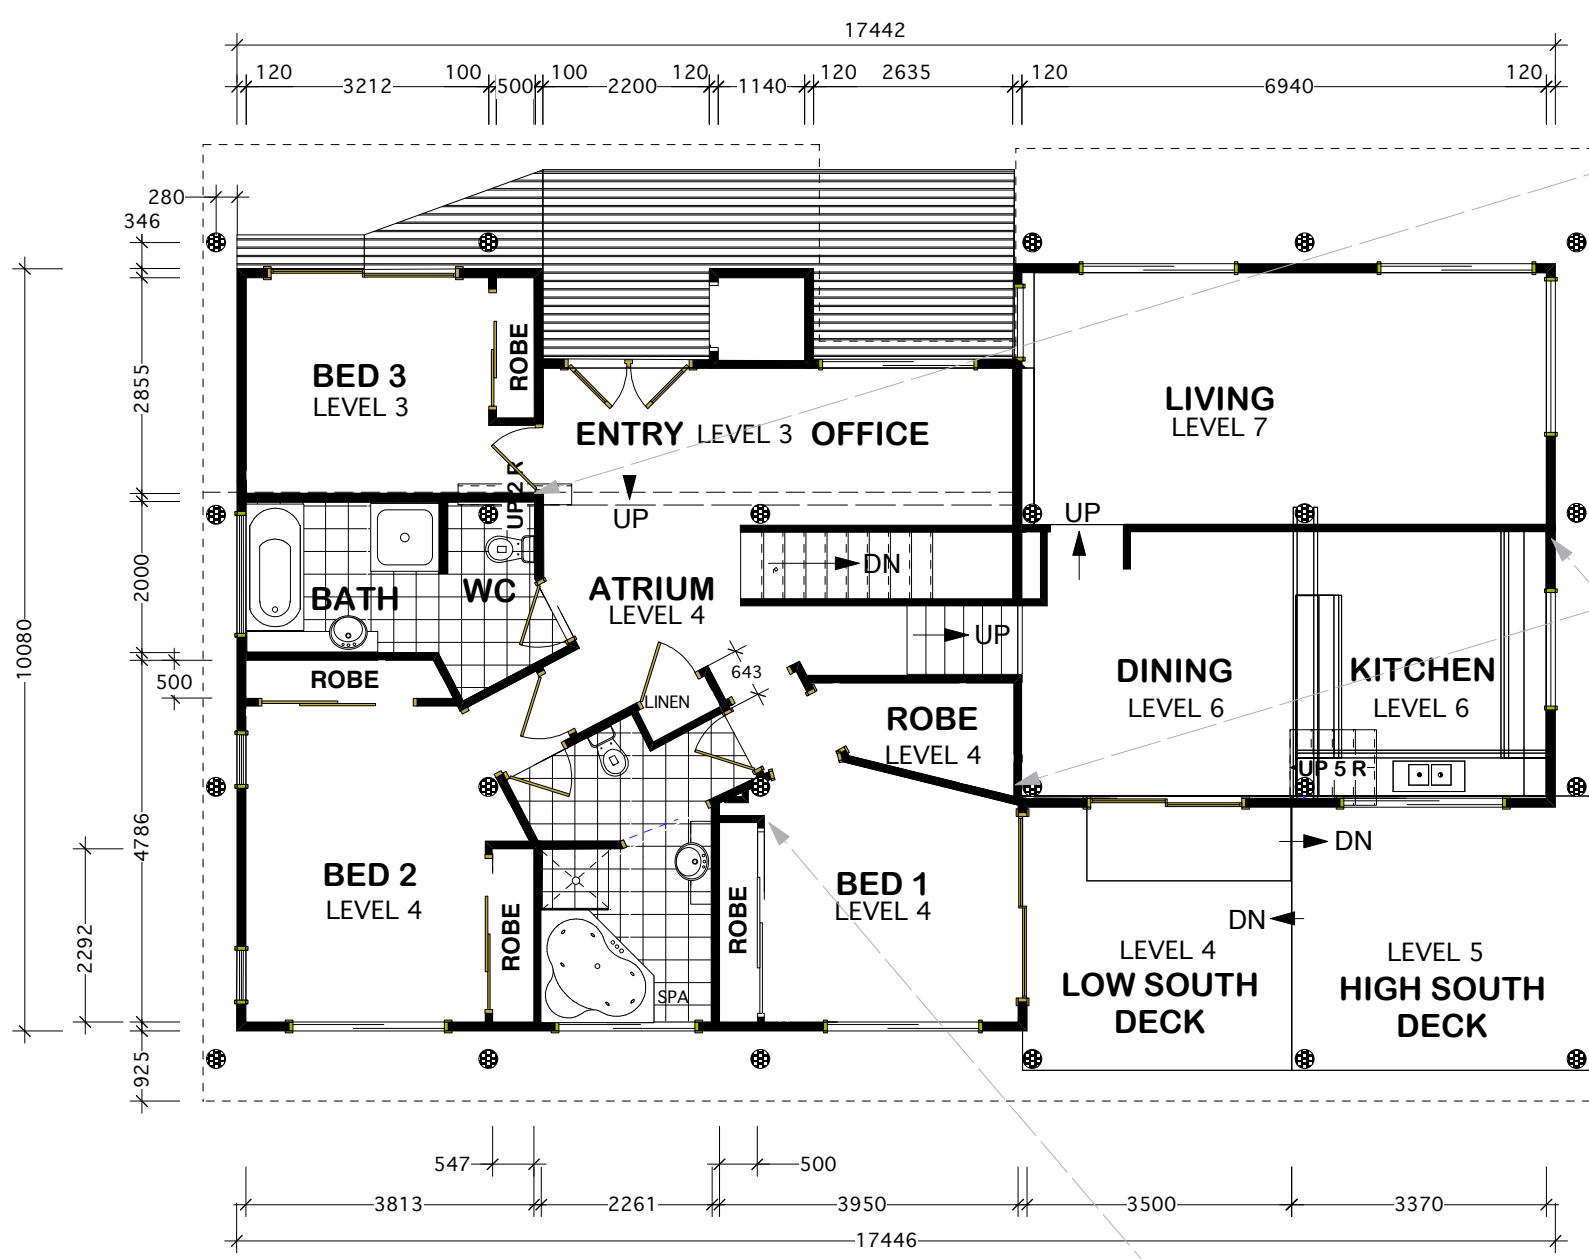 17442
120 100 100 120 120 2635 120 120
3212 500 2200 1140 6940
280
346
ROBE
BED 3
LEVEL 3
2855
LIVING
LEVEL 7
ENTRY LEVEL 3 OFFICE
UP 2 R
UP
UP
DN
2000
BATH
WC
ATRIUM
LEVEL 4
10080
UP
500
ROBE
643
LINEN
DINING
LEVEL 6
KITCHEN
LEVEL 6
ROBE
LEVEL 4
UP 5 R
4786
DN
BED 2
LEVEL 4
BED 1
LEVEL 4
ROBE
ROBE
DN
2292
LEVEL 4
LOW SOUTH
DECK
LEVEL 5
HIGH SOUTH
DECK
SPA
925
547
500
3813 2261 3950 3500 3370
17446